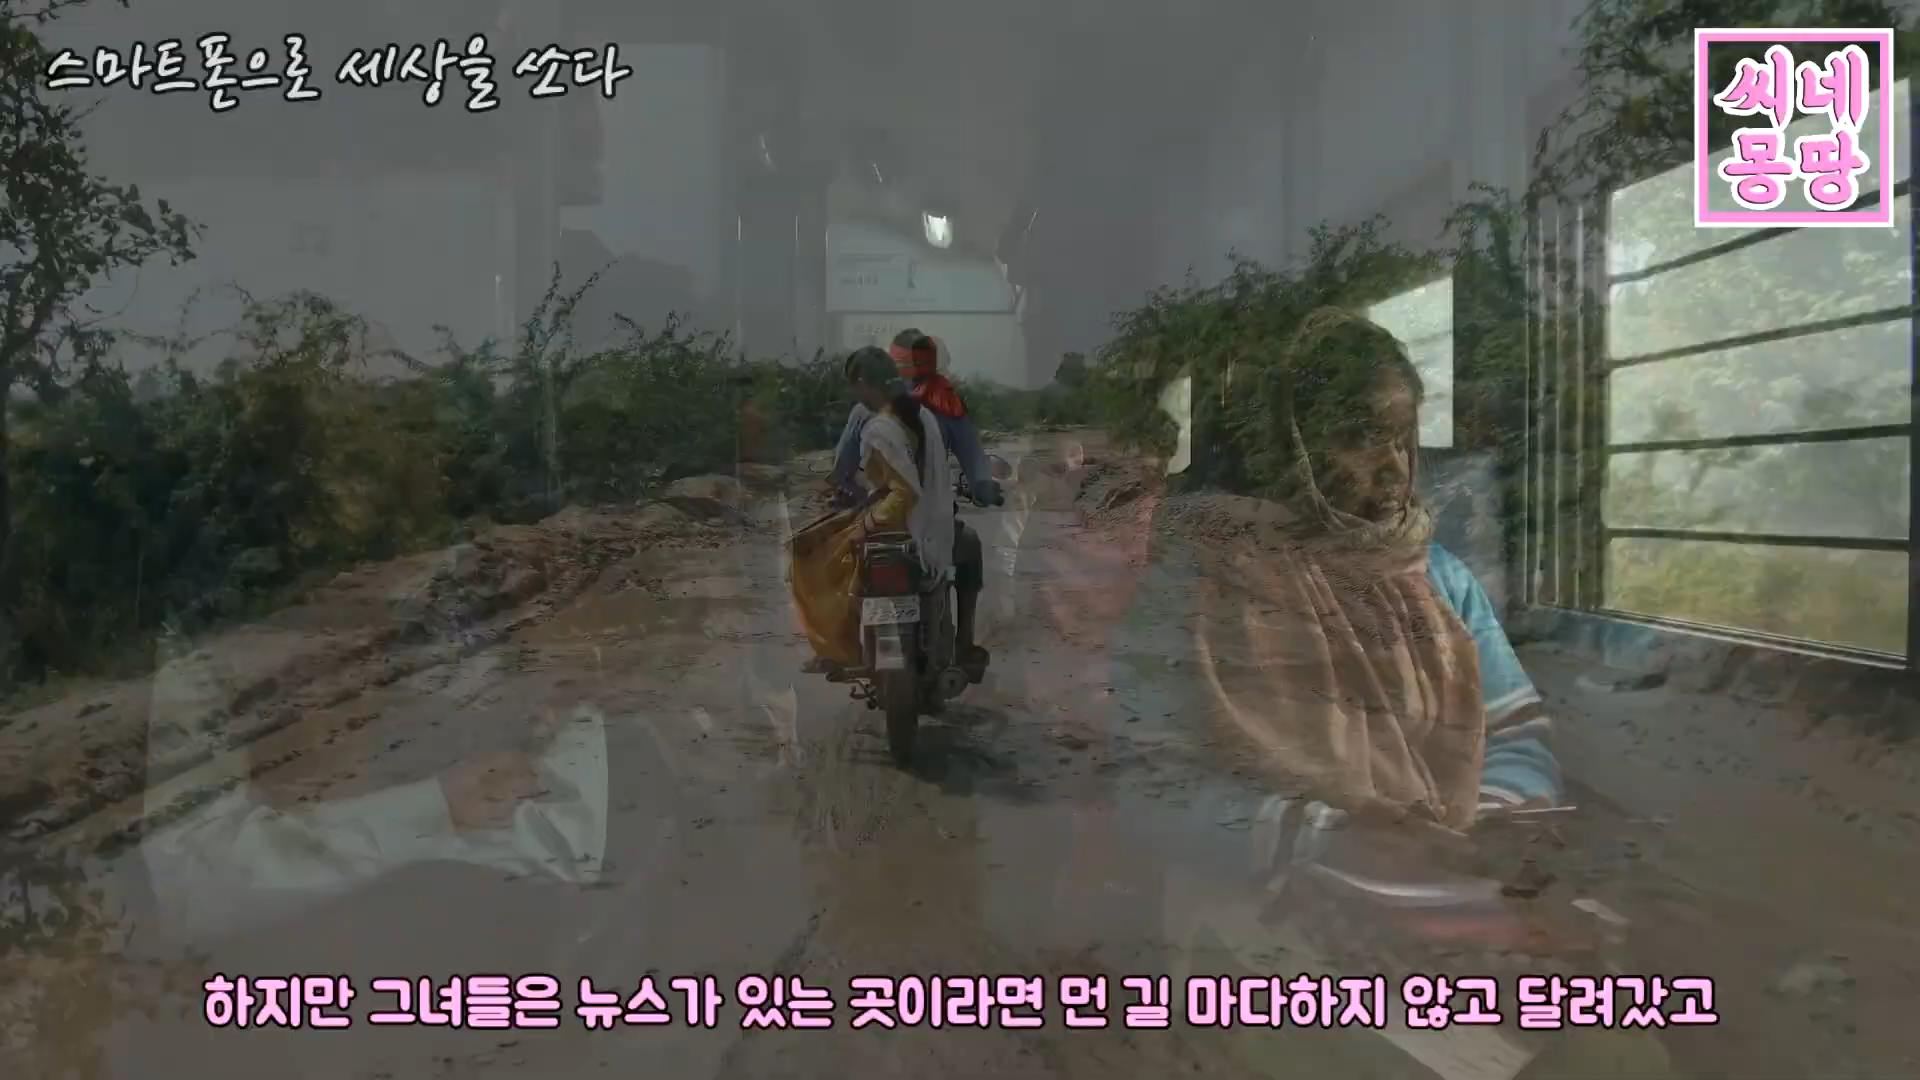 스마트폰으로 세상을 쏘다
씨네
몽땅
하지만 그녀들은 뉴스가 있는 곳이라면 먼 길 마다하지 않고 달려갔고